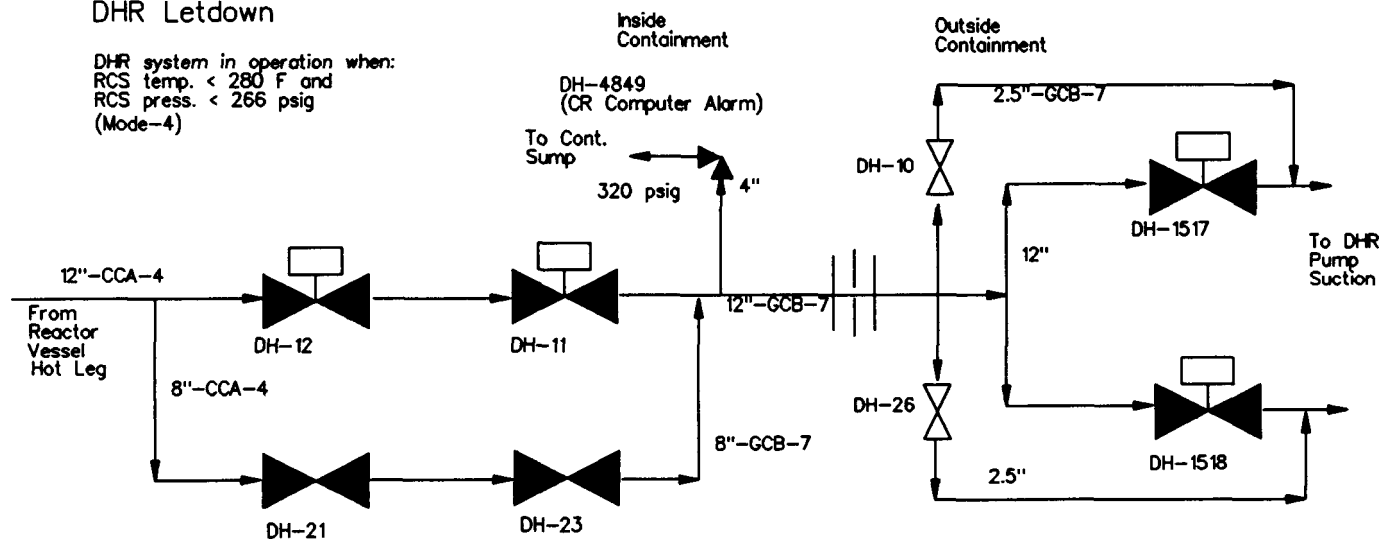 DHR Letdown
DHR system in operation when:
RCS temp. < 280 F and
RCS press. < 266 psig
(Mode-4)
Inside
Containment
Outside
Containment
DH-4849
(CR Computer Alarm)
To Cont.
Sump
320 psig
4"
2.5"-GCB-7
DH-10
DH-1517
12"
To DHR
Pump
Suction
12"-CCA-4
From
Reactor
Vessel
Hot Leg
DH-12
DH-11
12"-GCB-7
8"-CCA-4
8"-GCB-7
DH-26
DH-1518
2.5"
DH-21
DH-23